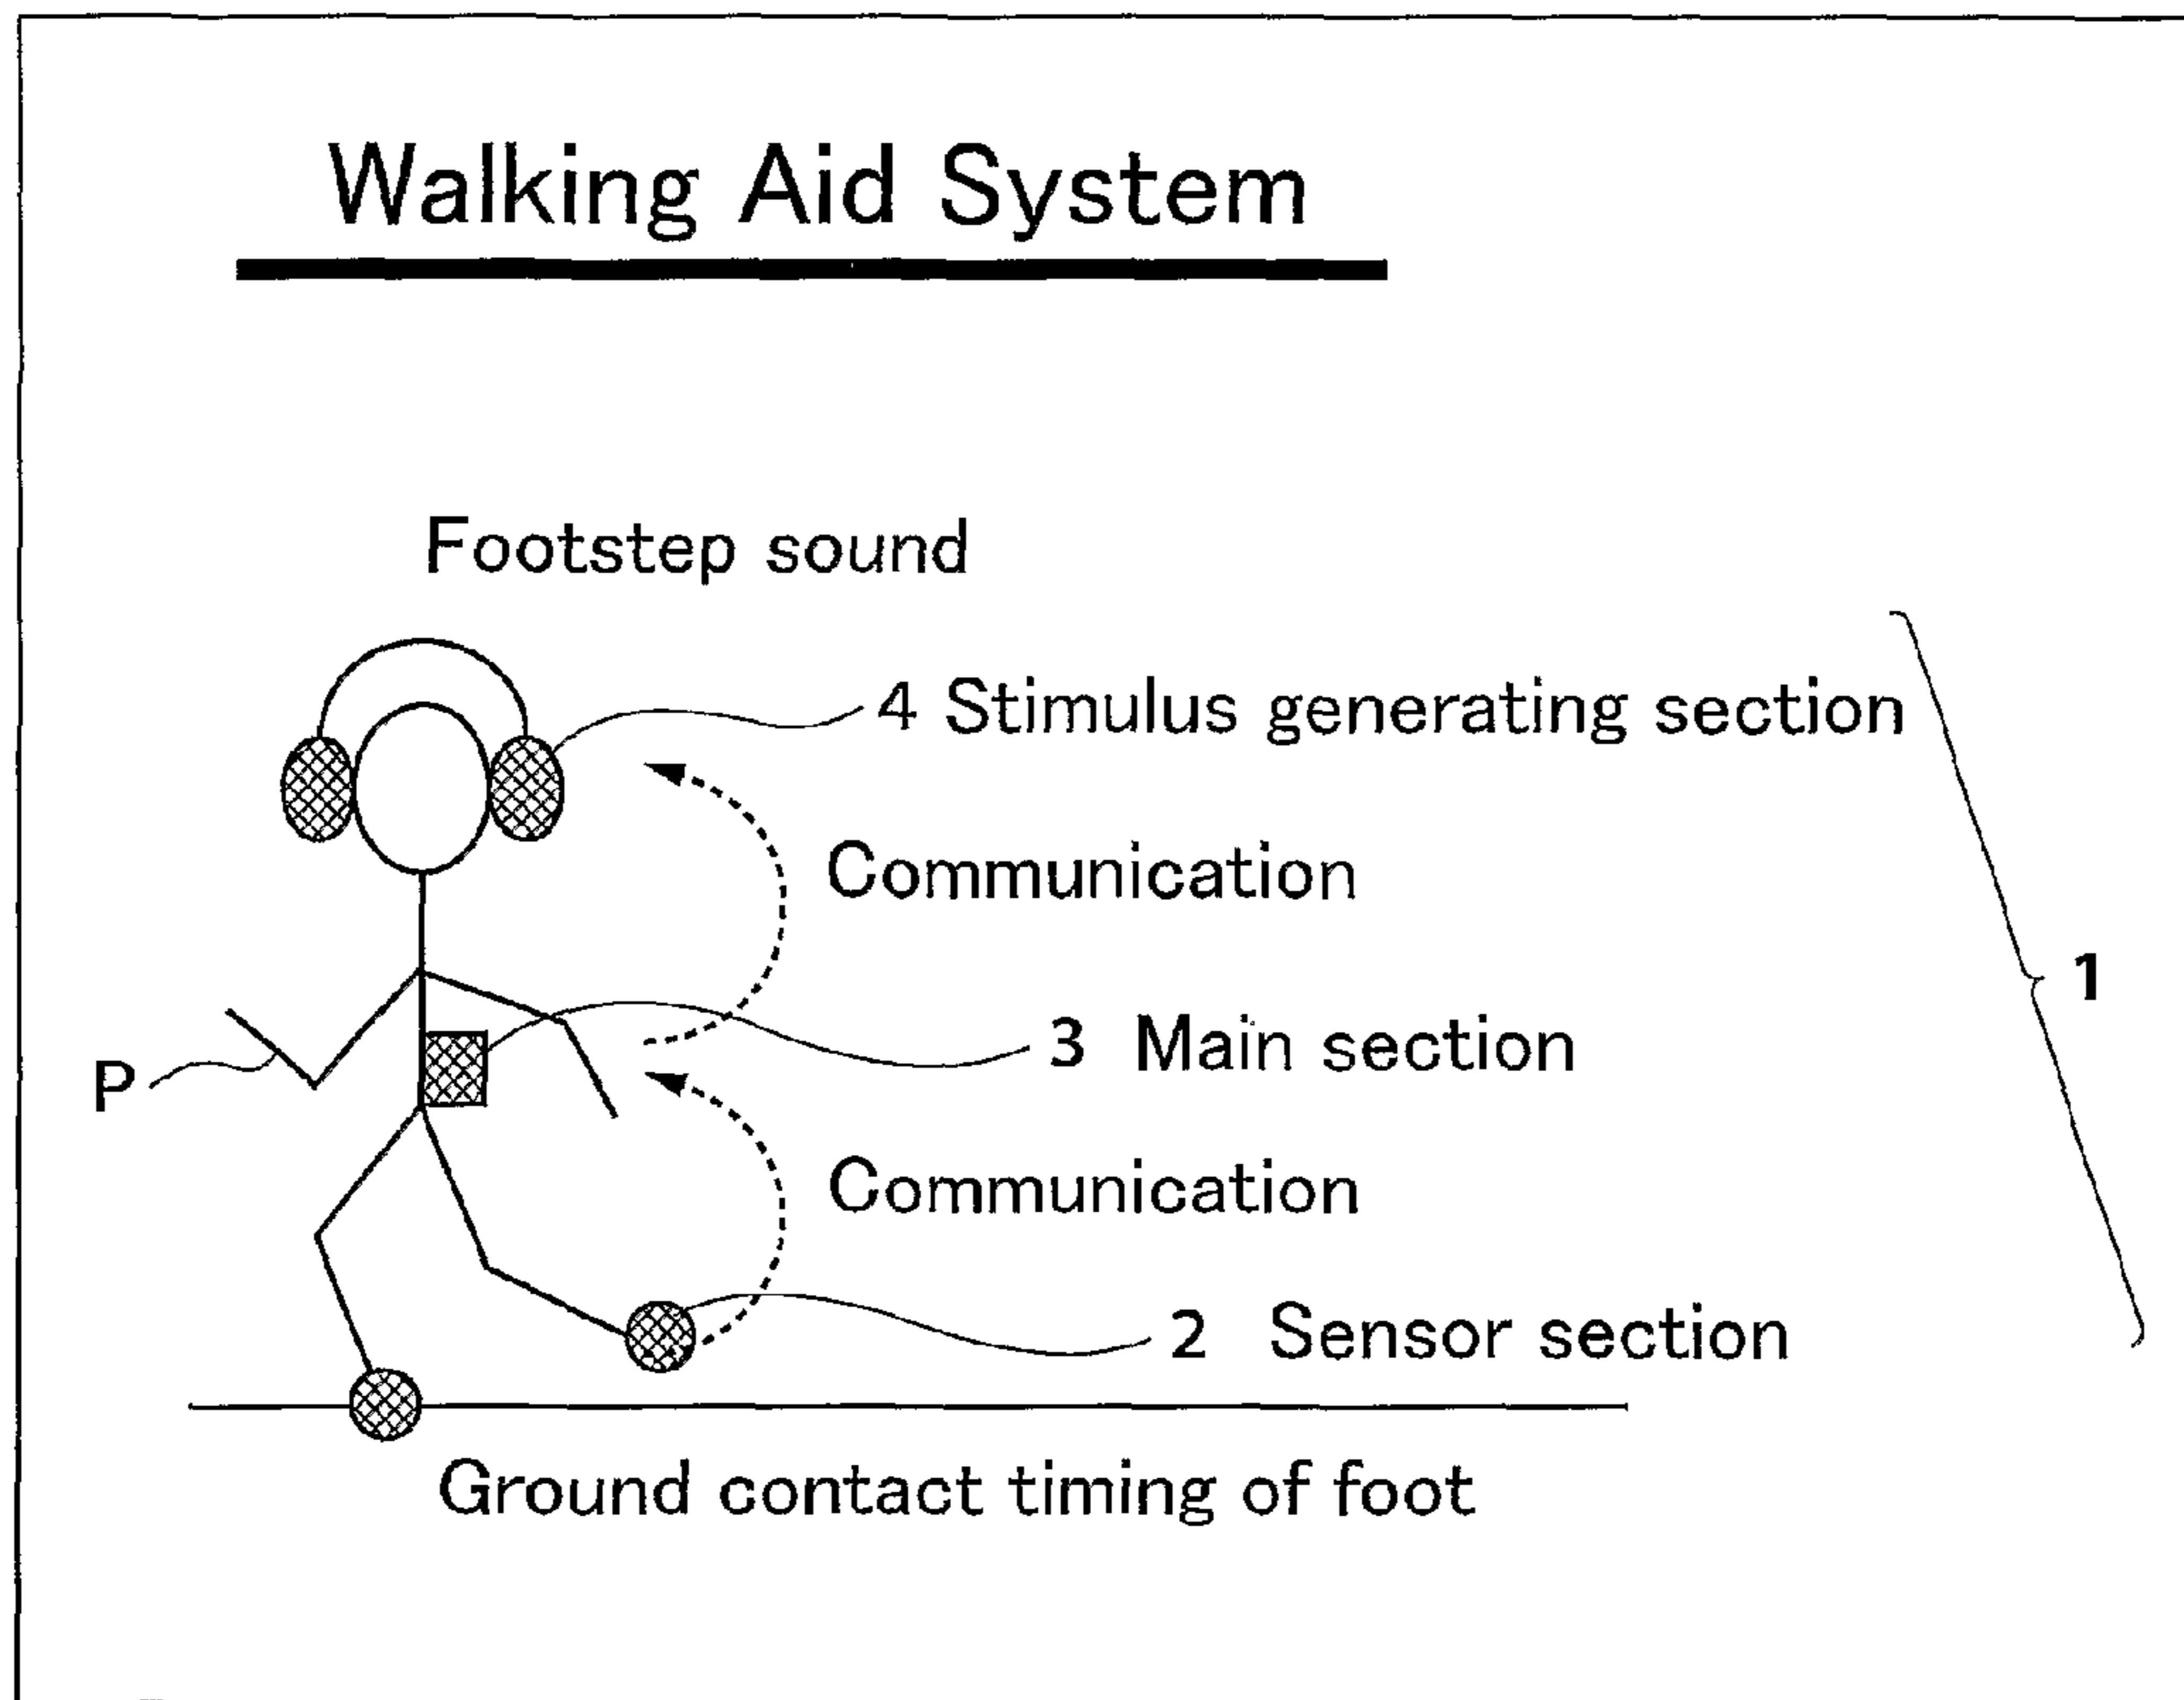 Walking Aid System
Footstep sound
4 Stimulus generating section
Communication
1
3 Main section
P
Communication
2 Sensor section
Ground contact timing of foot